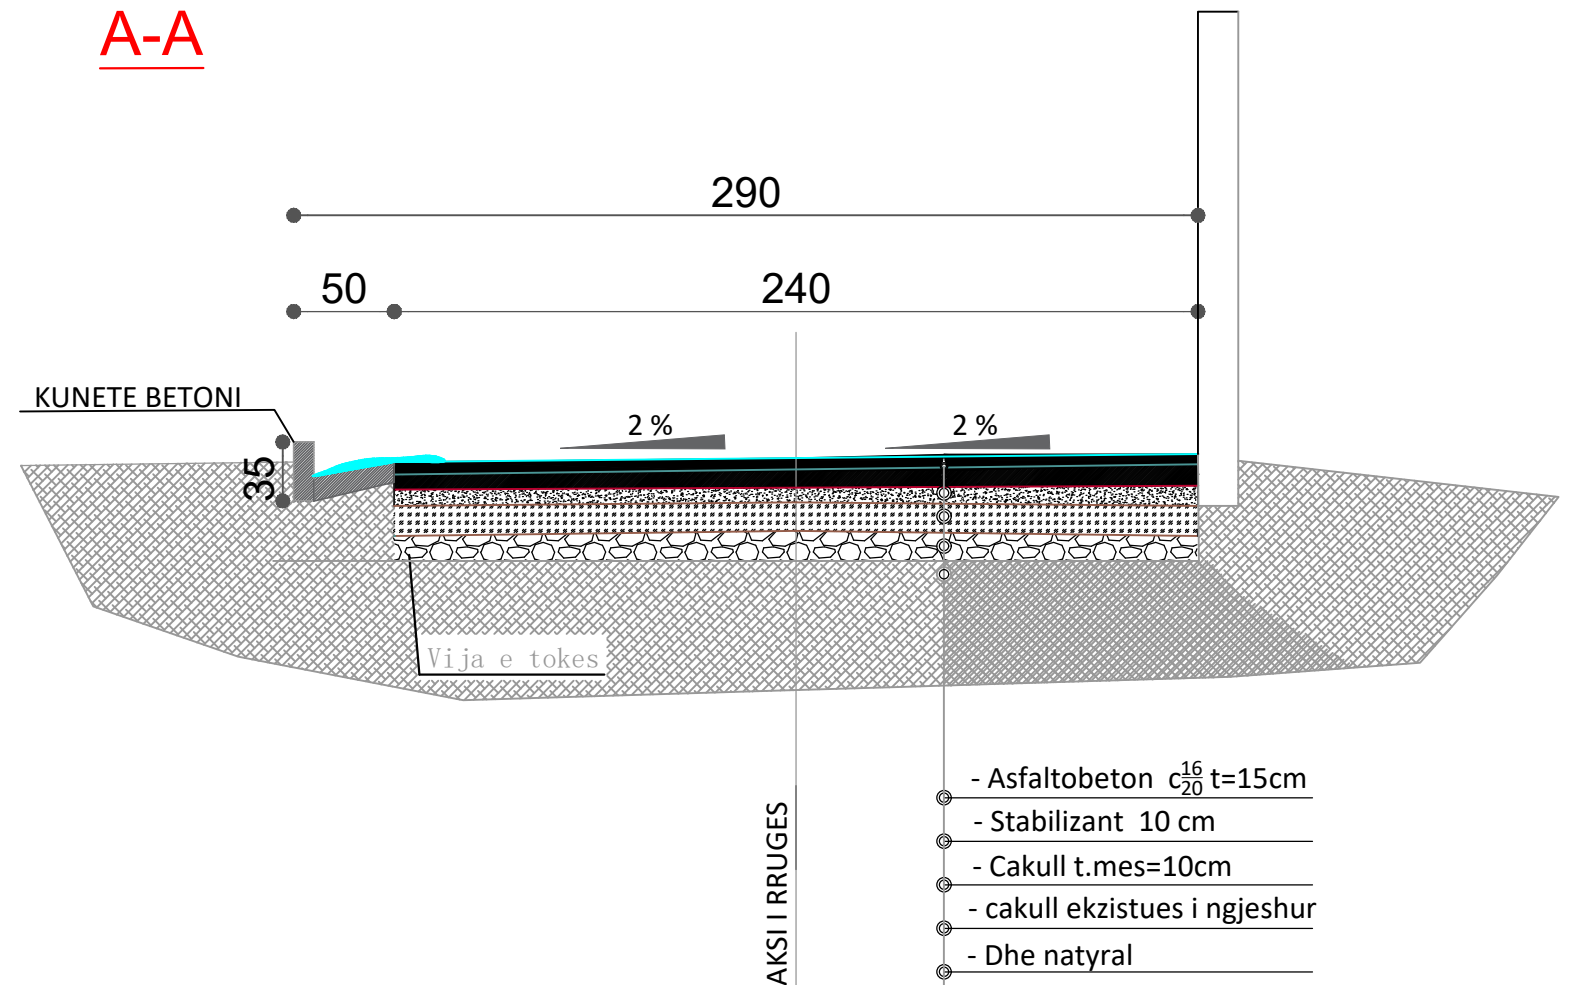 A-A
290
50
240
KUNETE BETONI
2 %
2 %
35
Vija e tokes
- Asfaltobeton c16/20 t=15cm
- Stabilizant 10 cm
- Cakull t.mes=10cm
- cakull ekzistues i ngjeshur
- Dhe natyral
AKSI I RRUGES